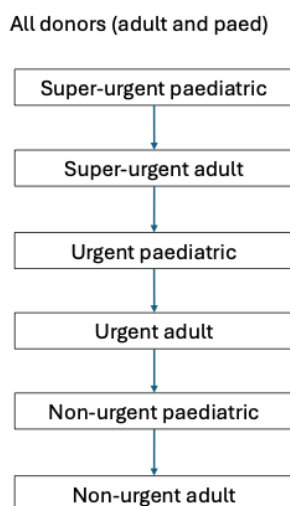 All donors (adult and paed)
Super-urgent paediatric
Super-urgent adult
Urgent paediatric
Urgent adult
Non-urgent paediatric
Non-urgent adult